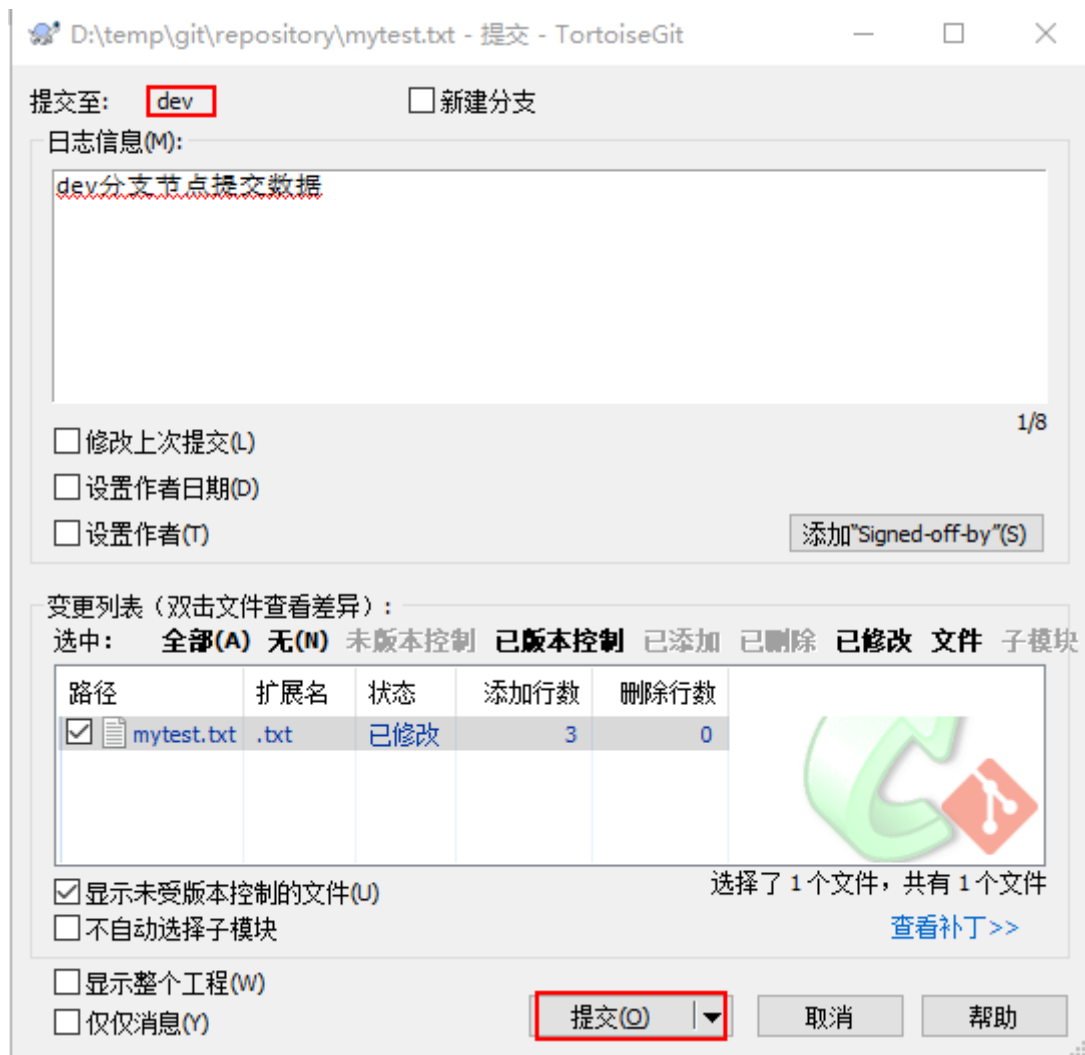 D:\temp\git\repository\mytest.txt - 提交 - TortoiseGit
提交至: dev 新建分支
日志信息(M):
dev分支节点提交数据
1/8
修改上次提交(L)
设置作者日期(D)
设置作者(T)
添加"Signed-off-by"(S)
变更列表（双击文件查看差异）:
选中: 全部(A) 无(N) 未版本控制 已版本控制 已添加 已删除 已修改 文件 子模块
路径 扩展名 状态 添加行数 删除行数
mytest.txt .txt 已修改 3 0
显示未受版本控制的文件(U)
选择了 1 个文件，共有 1 个文件
不自动选择子模块
查看补丁>>
显示整个工程(W)
仅仅消息(Y)
提交(O) 取消 帮助